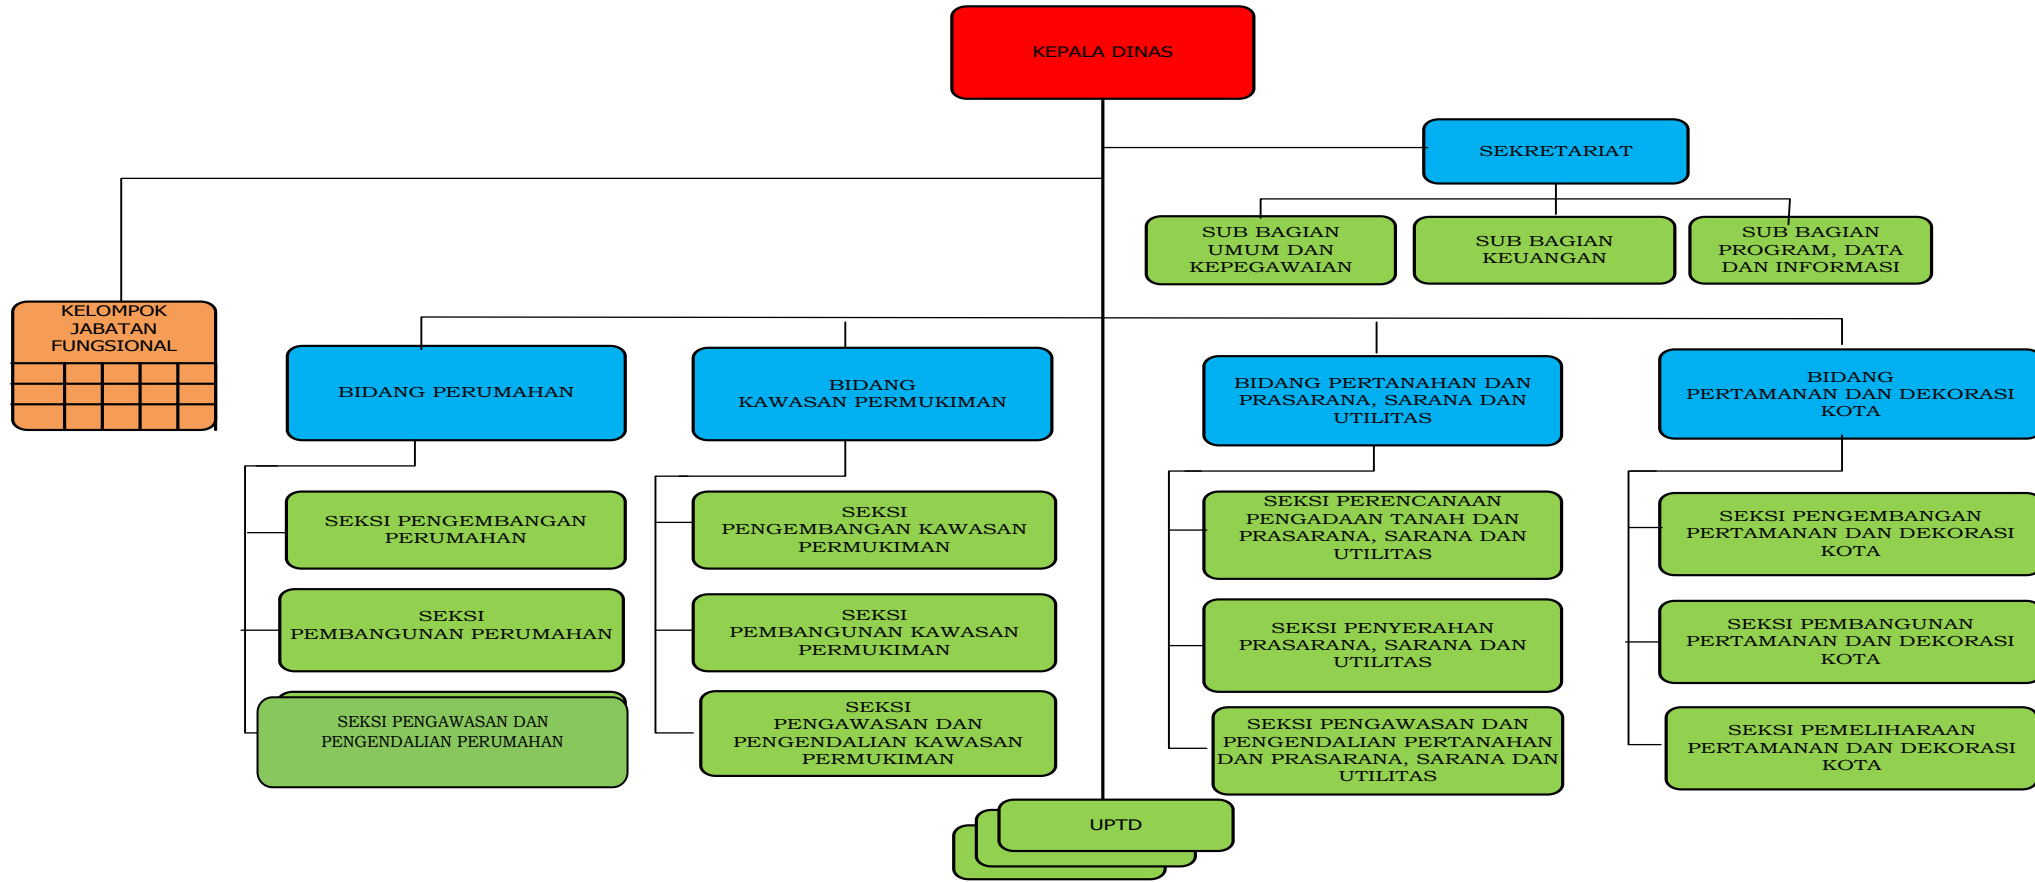 KEPALA DINAS
SEKRETARIAT
SUB BAGIAN
UMUM DAN
KEPEGAWAIAN
SUB BAGIAN
KEUANGAN
SUB BAGIAN
PROGRAM, DATA
DAN INFORMASI
KELOMPOK
JABATAN
FUNGSIONAL
BIDANG PERUMAHAN
BIDANG
KAWASAN PERMUKIMAN
BIDANG PERTANAHAN DAN
PRASARANA, SARANA DAN
UTILITAS
BIDANG
PERTAMANAN DAN DEKORASI
KOTA
SEKSI PENGEMBANGAN
PERUMAHAN
SEKSI
PENGEMBANGAN KAWASAN
PERMUKIMAN
SEKSI PERENCANAAN
PENGADAAN TANAH DAN
PRASARANA, SARANA DAN
UTILITAS
SEKSI PENGEMBANGAN
PERTAMANAN DAN DEKORASI
KOTA
SEKSI
PEMBANGUNAN PERUMAHAN
SEKSI
PEMBANGUNAN KAWASAN
PERMUKIMAN
SEKSI PENYERAHAN
PRASARANA, SARANA DAN
UTILITAS
SEKSI PEMBANGUNAN
PERTAMANAN DAN DEKORASI
KOTA
SEKSI PENGAWASAN DAN
PENGENDALIAN PERUMAHAN
SEKSI
PENGAWASAN DAN
PENGENDALIAN KAWASAN
PERMUKIMAN
SEKSI PENGAWASAN DAN
PENGENDALIAN PERTANAHAN
DAN PRASARANA, SARANA DAN
UTILITAS
SEKSI PEMELIHARAAN
PERTAMANAN DAN DEKORASI
KOTA
UPTD